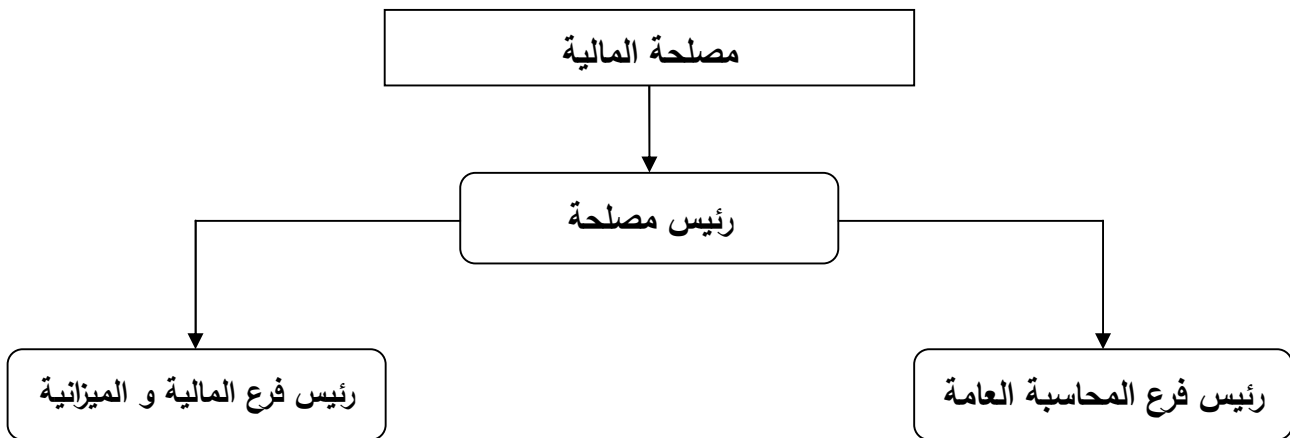 مصلحة المالية
رئيس مصلحة
رئيس فرع المحاسبة العامة
رئيس فرع المالية و الميزانية